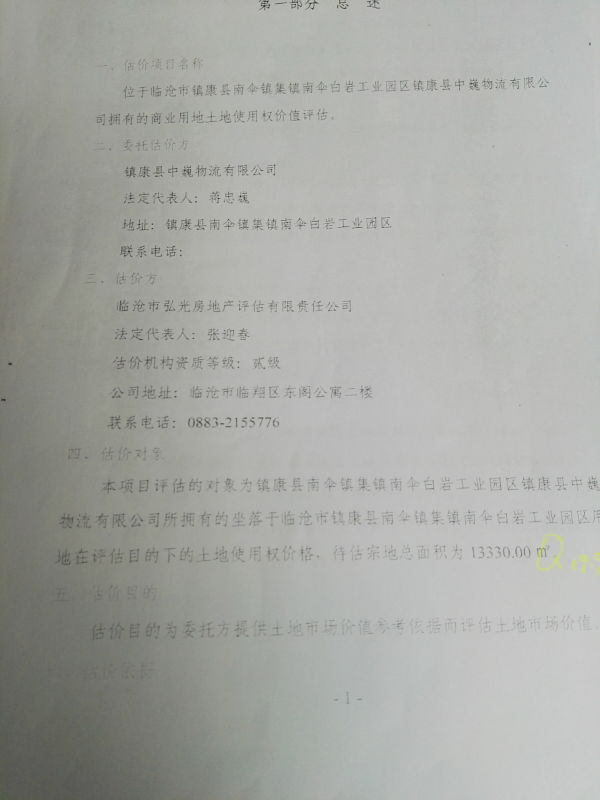 第一部分 总 述
一、估价项目名称
位于临沧市镇康县南伞镇集镇南伞白岩工业园区镇康县中巍物流有限公
司拥有的商业用地土地使用权价值评估。
二、委托估价方
镇康县中巍物流有限公司
法定代表人：蒋忠巍
地址：镇康县南伞镇集镇南伞白岩工业园区
联系电话：
三、估价方
临沧市弘光房地产评估有限责任公司
法定代表人：张迎春
估价机构资质等级：贰级
公司地址：临沧市临翔区东阁公寓二楼
联系电话：0883-2155776
四、估价对象
本项目评估的对象为镇康县南伞镇集镇南伞白岩工业园区镇康县中巍
物流有限公司所拥有的坐落于临沧市镇康县南伞镇集镇南伞白岩工业园区用
地在评估目的下的土地使用权价格，待估宗地总面积为 13330.00 ㎡
五、估价目的
估价目的为委托方提供土地市场价值参考依据而评估土地市场价值。
六、估价依据
- 1 -